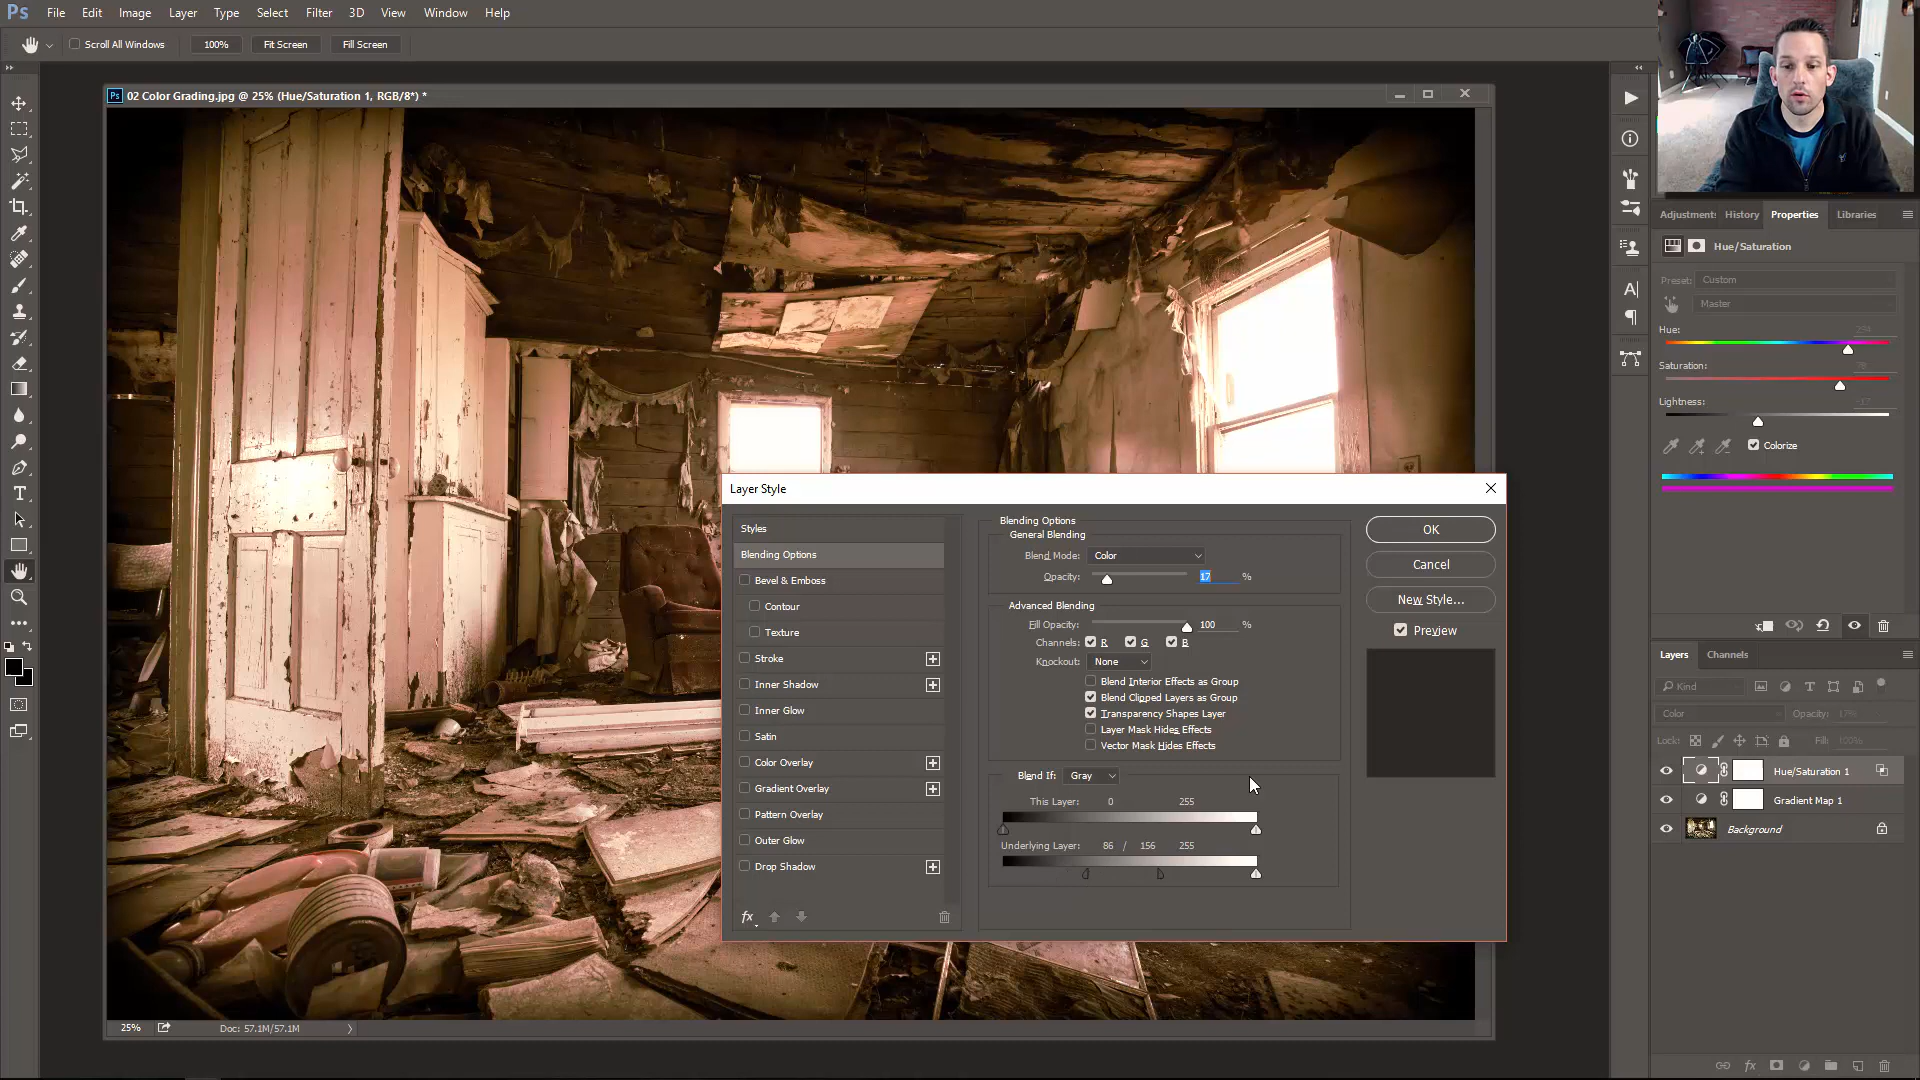 Ps File Edit Image Layer Type Select Filter 3D View Window Help
Scroll All Windows 100% Fit Screen Fill Screen
Ps 02 Color Grading.jpg @ 25% (Hue/Saturation 1, RGB/8*) *
Adjustments History Properties Libraries
Hue/Saturation
Preset: Custom
Master
Hue:
Saturation:
Lightness:
Colorize
Layer Style
Styles
Blending Options
Bevel & Emboss
Contour
Texture
Stroke
Inner Shadow
Inner Glow
Satin
Color Overlay
Gradient Overlay
Pattern Overlay
Outer Glow
Drop Shadow
fx
Blending Options
General Blending
Blend Mode: Color
Opacity: 17 %
Advanced Blending
Fill Opacity: 100 %
Channels: R G B
Knockout: None
Blend Interior Effects as Group
Blend Clipped Layers as Group
Transparency Shapes Layer
Layer Mask Hides Effects
Vector Mask Hides Effects
Blend If: Gray
This Layer: 0 255
Underlying Layer: 86 / 156 255
OK
Cancel
New Style...
Preview
Layers Channels
Kind
Color Opacity: 17%
Lock: Fill: 100%
Hue/Saturation 1
Gradient Map 1
Background
25% Doc: 57.1M/57.1M
fx